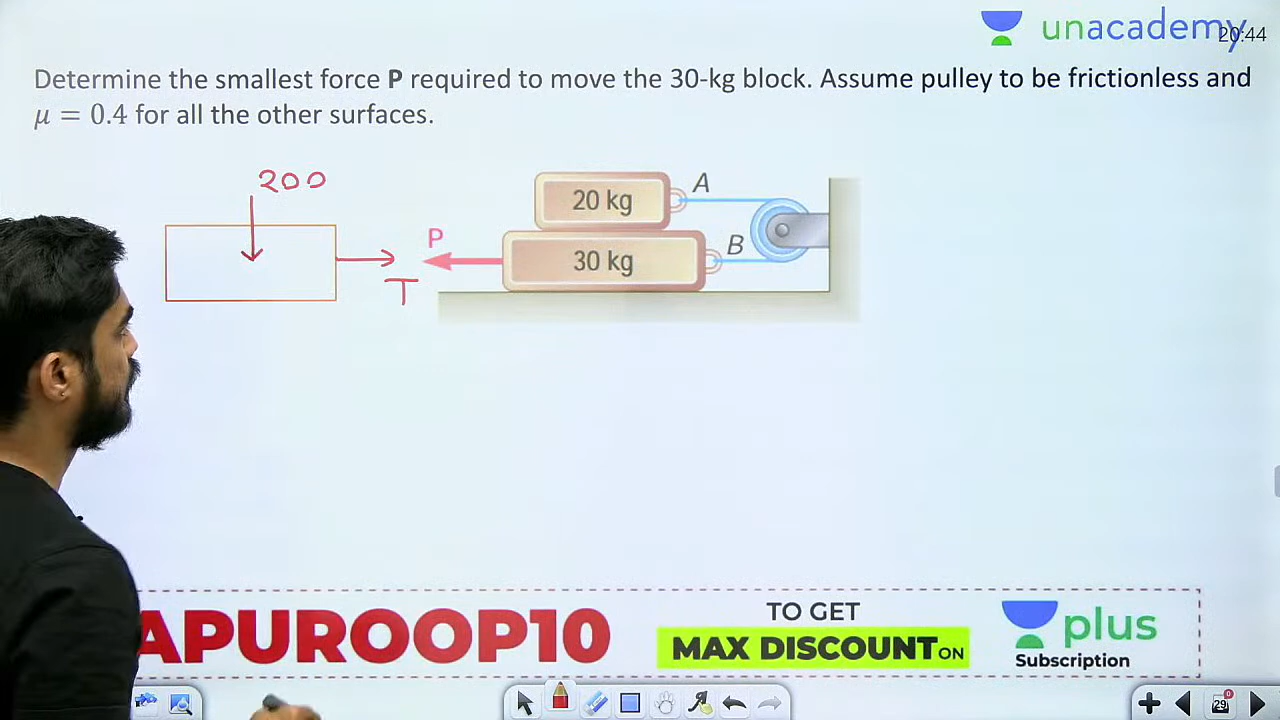 unacademy
20:44
Determine the smallest force P required to move the 30-kg block. Assume pulley to be frictionless and
μ = 0.4 for all the other surfaces.
200
T
P
20 kg
A
30 kg
B
APUROOP10
TO GET
MAX DISCOUNT ON
plus
Subscription
29
0